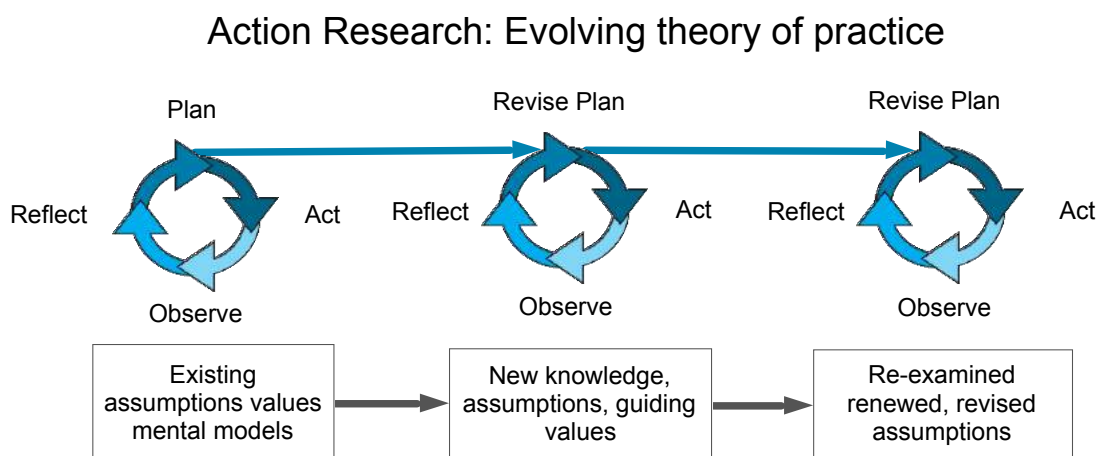 Action Research: Evolving theory of practice
Plan
Revise Plan
Revise Plan
Reflect
Act
Reflect
Act
Reflect
Act
Observe
Observe
Observe
Existing
assumptions values
mental models
New knowledge,
assumptions, guiding
values
Re-examined
renewed, revised
assumptions